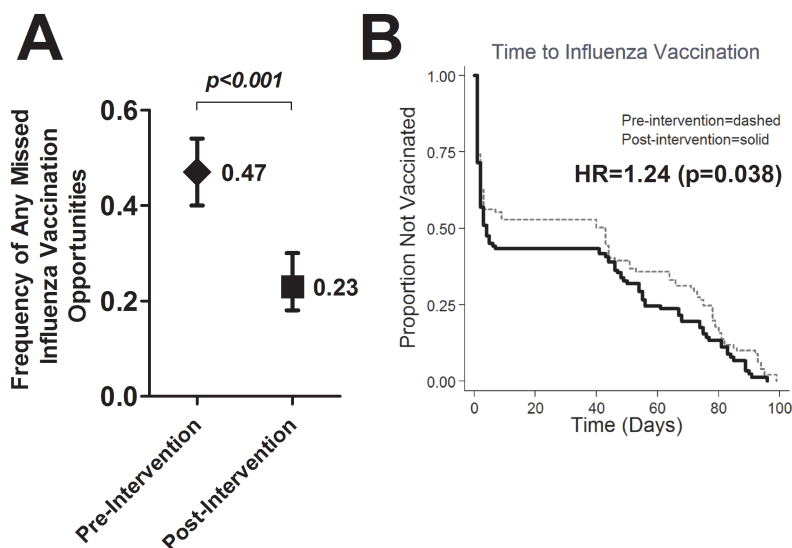 A
p<0.001
Frequency of Any Missed
Influenza Vaccination
Opportunities
0.6
0.4
0.2
0.0
0.47
0.23
Pre-Intervention
Post-Intervention
B
Time to Influenza Vaccination
Proportion Not Vaccinated
1.00
0.75
0.50
0.25
0.00
Pre-intervention=dashed
Post-intervention=solid
HR=1.24 (p=0.038)
0 20 40 60 80 100
Time (Days)